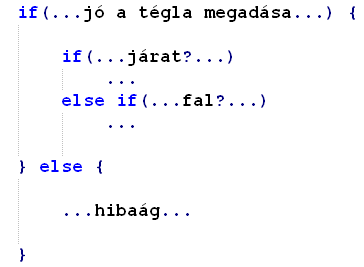 if(...jó a tégla megadása...) {
if(...járat?...)
...
else if(...fal?...)
...
} else {
...hibaág...
}